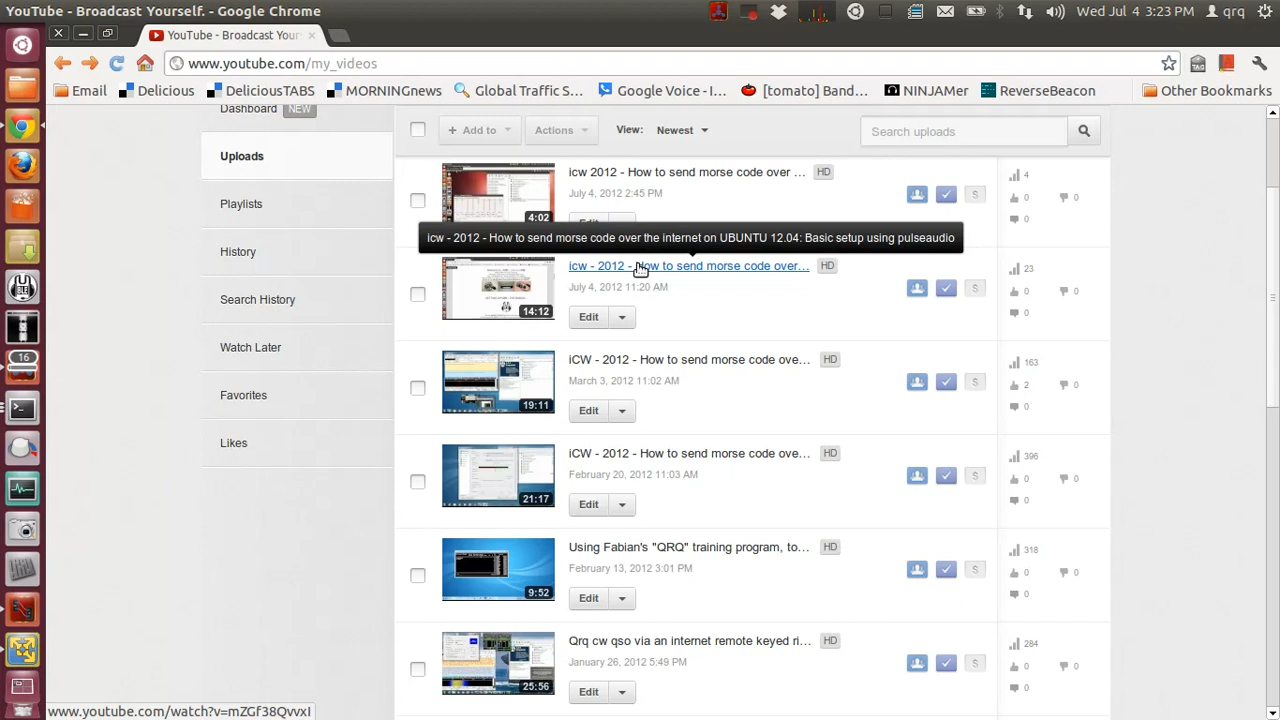 YouTube - Broadcast Yourself. - Google Chrome
Wed Jul 4 3:23 PM
qrq
YouTube - Broadcast Your
www.youtube.com/my_videos
Email
Delicious
DeliciousABS
MORNINGnews
Global Traffic S...
Google Voice - I...
[tomato] Band...
NINJAMer
ReverseBeacon
Other Bookmarks
Dashboard NEW
Uploads
Playlists
History
Search History
Watch Later
Favorites
Likes
+ Add to
Actions
View:
Newest
Search uploads
icw 2012 - How to send morse code over ...
HD
July 4, 2012 2:45 PM
4:02
S
4
0
0
0
Edit
icw - 2012 - How to send morse code over the internet on UBUNTU 12.04: Basic setup using pulseaudio
icw - 2012 - How to send morse code over...
HD
July 4, 2012 11:20 AM
14:12
Edit
S
23
0
0
0
iCW - 2012 - How to send morse code ove...
HD
March 3, 2012 11:02 AM
19:11
Edit
S
163
2
0
0
iCW - 2012 - How to send morse code ove...
HD
February 20, 2012 11:03 AM
21:17
Edit
S
396
0
0
0
Using Fabian's "QRQ" training program, to...
HD
February 13, 2012 3:01 PM
9:52
Edit
S
318
0
0
0
Qrq cw qso via an internet remote keyed ri...
HD
January 26, 2012 5:49 PM
25:56
Edit
S
284
0
0
0
16
www.youtube.com/watch?v=mZGf38QvvxI